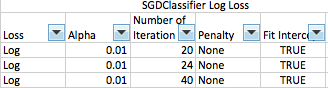 SGDClassifier Log Loss
Loss Alpha Number of Iteration Penalty Fit Interc
Log 0.01 20 None TRUE
Log 0.01 24 None TRUE
Log 0.01 40 None TRUE